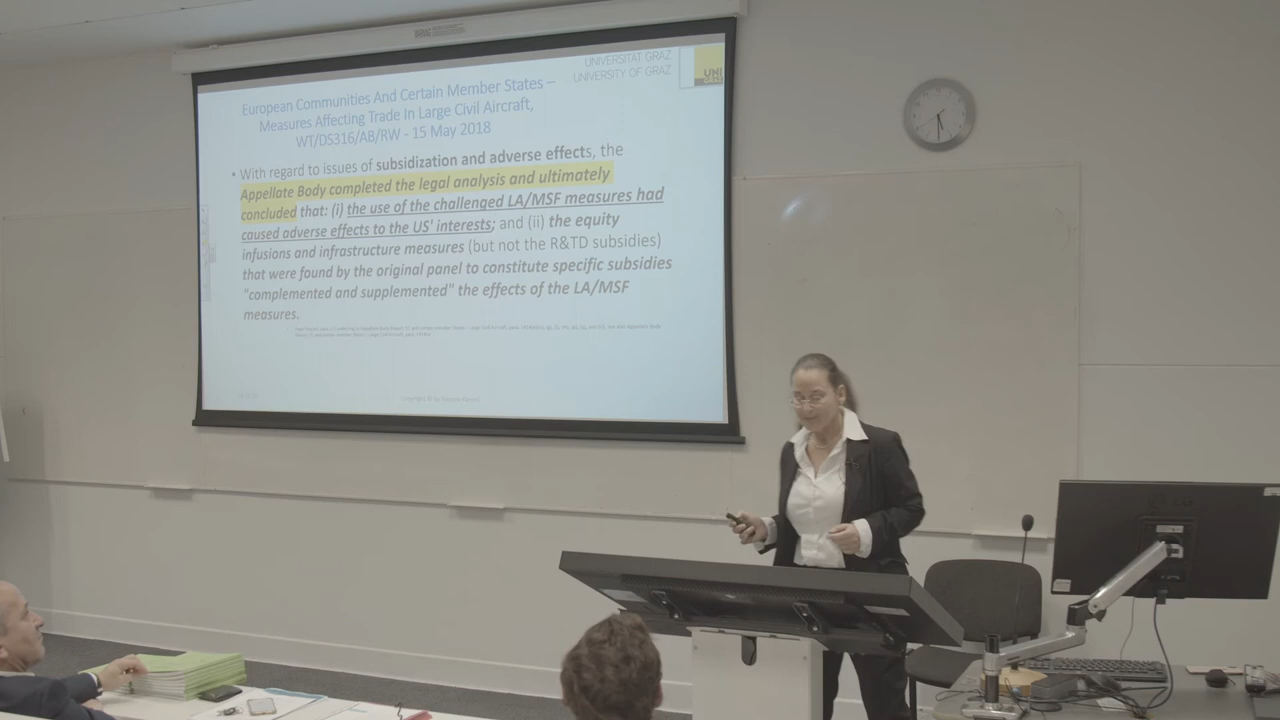 UNIVERSITÄT GRAZ
UNIVERSITY OF GRAZ
UNI
GRAZ
European Communities And Certain Member States –
Measures Affecting Trade In Large Civil Aircraft,
WT/DS316/AB/RW - 15 May 2018
• With regard to issues of subsidization and adverse effects, the
Appellate Body completed the legal analysis and ultimately
concluded that: (i) the use of the challenged LA/MSF measures had
caused adverse effects to the US' interests; and (ii) the equity
infusions and infrastructure measures (but not the R&TD subsidies)
that were found by the original panel to constitute specific subsidies
"complemented and supplemented" the effects of the LA/MSF
measures.